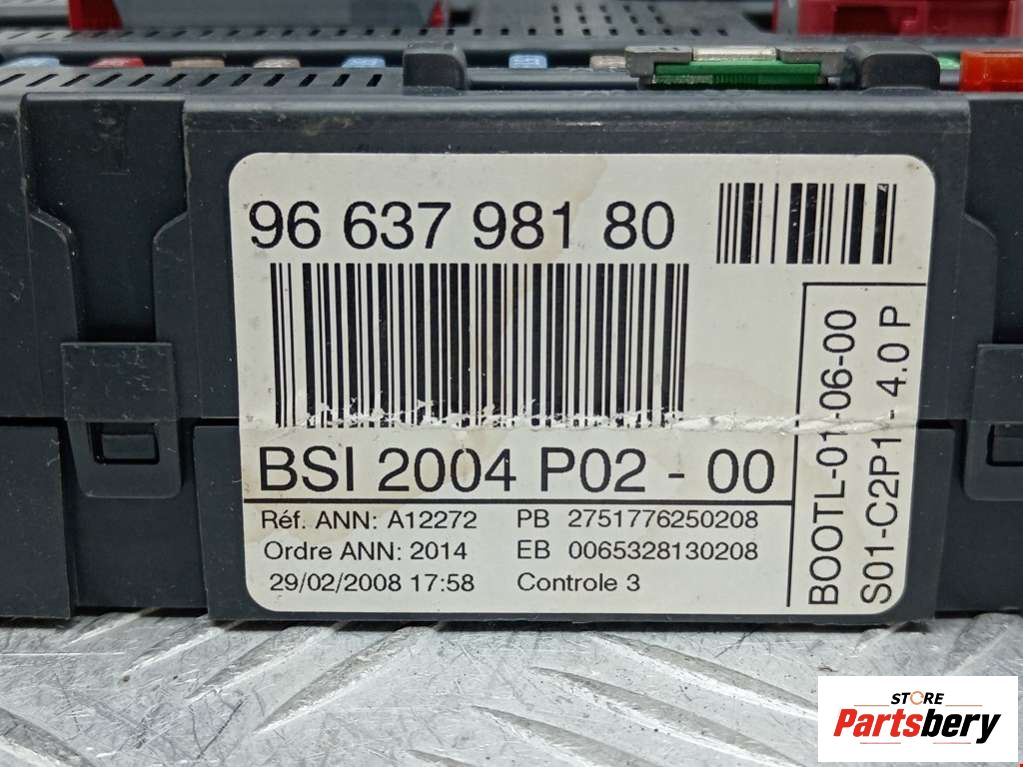 96 637 981 80
BSI 2004 P02 - 00
Réf. ANN: A12272 PB 2751776250208
Ordre ANN: 2014 EB 0065328130208
29/02/2008 17:58 Controle 3
BOOTL-01-06-00
S01-C2P1 - 4.0 P
STORE
Partsbery